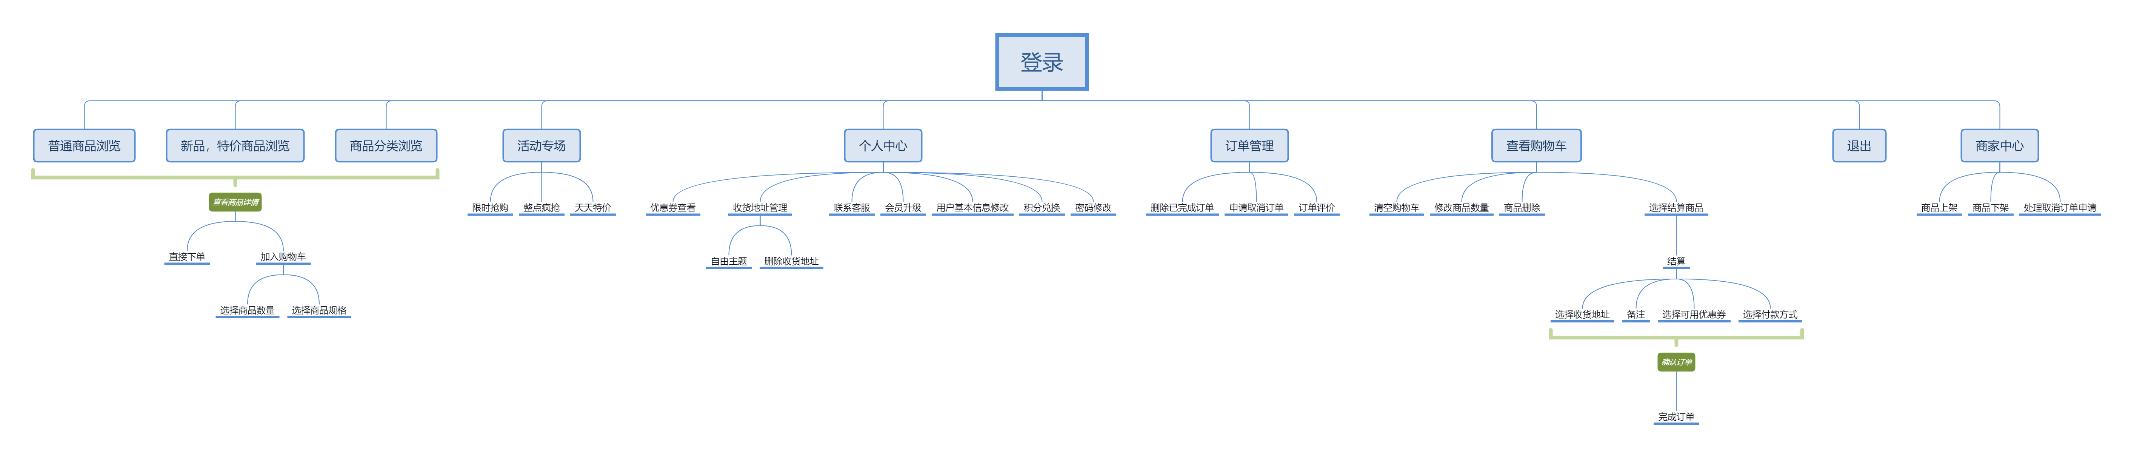 登录
普通商品浏览
新品，特价商品浏览
商品分类浏览
活动专场
个人中心
订单管理
查看购物车
退出
商家中心
查看商品详情
限时抢购
整点疯抢
天天特价
优惠券查看
收货地址管理
联系客服
会员升级
用户基本信息修改
积分兑换
密码修改
删除已完成订单
申请取消订单
订单评价
清空购物车
修改商品数量
商品删除
选择结算商品
商品上架
商品下架
处理取消订单申请
直接下单
加入购物车
自由主题
删除收货地址
结算
选择商品数量
选择商品规格
选择收货地址
备注
选择可用优惠券
选择付款方式
确认订单
完成订单